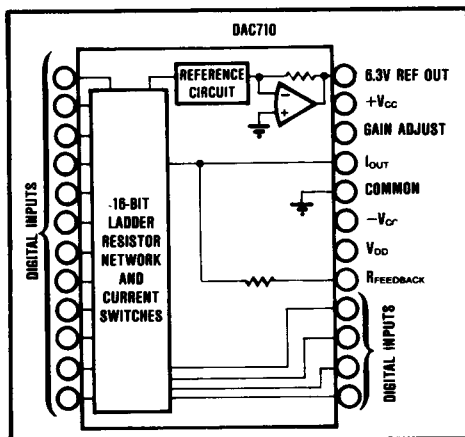 DAC710
REFERENCE
CIRCUIT
6.3V REF OUT
+VCC
GAIN ADJUST
IOUT
COMMON
-VCC
VDD
RFEEDBACK
DIGITAL INPUTS
16-BIT
LADDER
RESISTOR
NETWORK
AND
CURRENT
SWITCHES
DIGITAL INPUTS